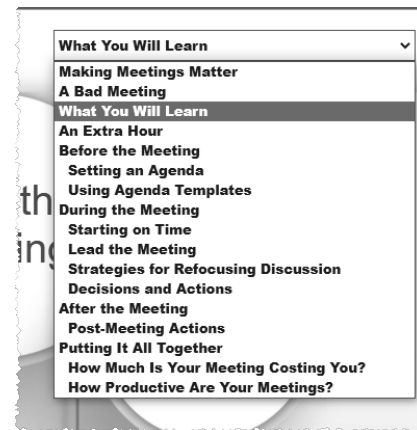 What You Will Learn
Making Meetings Matter
A Bad Meeting
What You Will Learn
An Extra Hour
Before the Meeting
Setting an Agenda
Using Agenda Templates
During the Meeting
Starting on Time
Lead the Meeting
Strategies for Refocusing Discussion
Decisions and Actions
After the Meeting
Post-Meeting Actions
Putting It All Together
How Much Is Your Meeting Costing You?
How Productive Are Your Meetings?